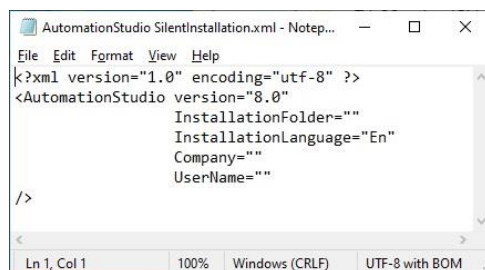 AutomationStudio SilentInstallation.xml - Notep...
File Edit Format View Help
<?xml version="1.0" encoding="utf-8" ?>
<AutomationStudio version="8.0"
InstallationFolder=""
InstallationLanguage="En"
Company=""
UserName=""
/>
Ln 1, Col 1 100% Windows (CRLF) UTF-8 with BOM